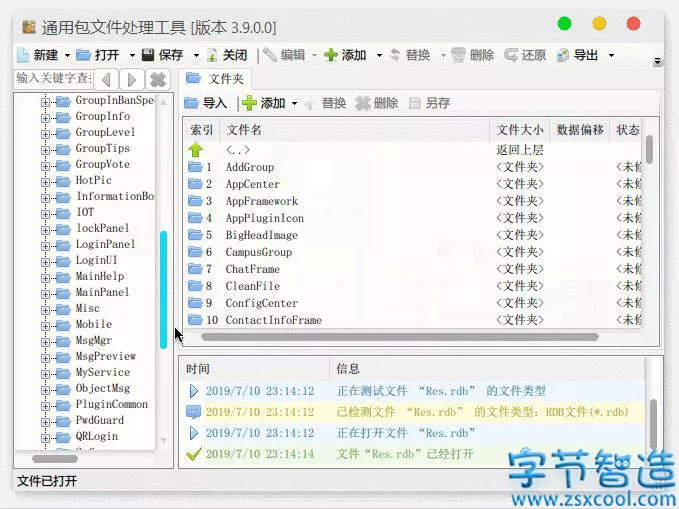 通用包文件处理工具 [版本 3.9.0.0]
新建 打开 保存 关闭 编辑 添加 替换 删除 还原 导出
输入关键字查 文件夹
GroupInBanSpe
GroupInfo
GroupLevel
GroupTips
GroupVote
HotPic
InformationBo
IOT
lockPanel
LoginPanel
LoginUI
MainHelp
MainPanel
Misc
Mobile
MsgMgr
MsgPreview
MyService
ObjectMsg
PluginCommon
PwdGuard
QRLogin
导入 添加 替换 删除 另存
索引 文件名 文件大小 数据偏移 状态
<..> 返回上层
1 AddGroup <文件夹> <未修
2 AppCenter <文件夹> <未修
3 AppFramework <文件夹> <未修
4 AppPluginIcon <文件夹> <未修
5 BigHeadImage <文件夹> <未修
6 CampusGroup <文件夹> <未修
7 ChatFrame <文件夹> <未修
8 CleanFile <文件夹> <未修
9 ConfigCenter <文件夹> <未修
10 ContactInfoFrame <文件夹> <未修
时间 信息
2019/7/10 23:14:12 正在测试文件 “Res.rdb” 的文件类型
2019/7/10 23:14:12 已检测文件 “Res.rdb” 的文件类型：RDB文件(*.rdb)
2019/7/10 23:14:12 正在打开文件 “Res.rdb”
2019/7/10 23:14:14 文件“Res.rdb”已经打开
文件已打开
字节智造
www.zsxcool.com